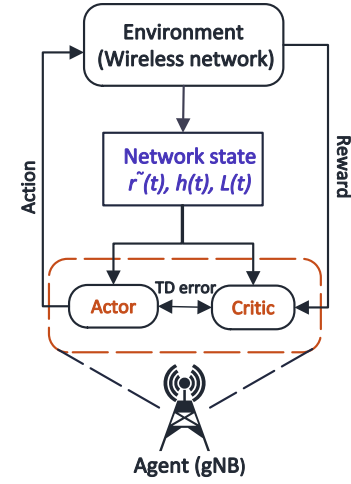 Environment
(Wireless network)
Network state
r˜(t), h(t), L(t)
Action
Reward
TD error
Actor
Critic
Agent (gNB)